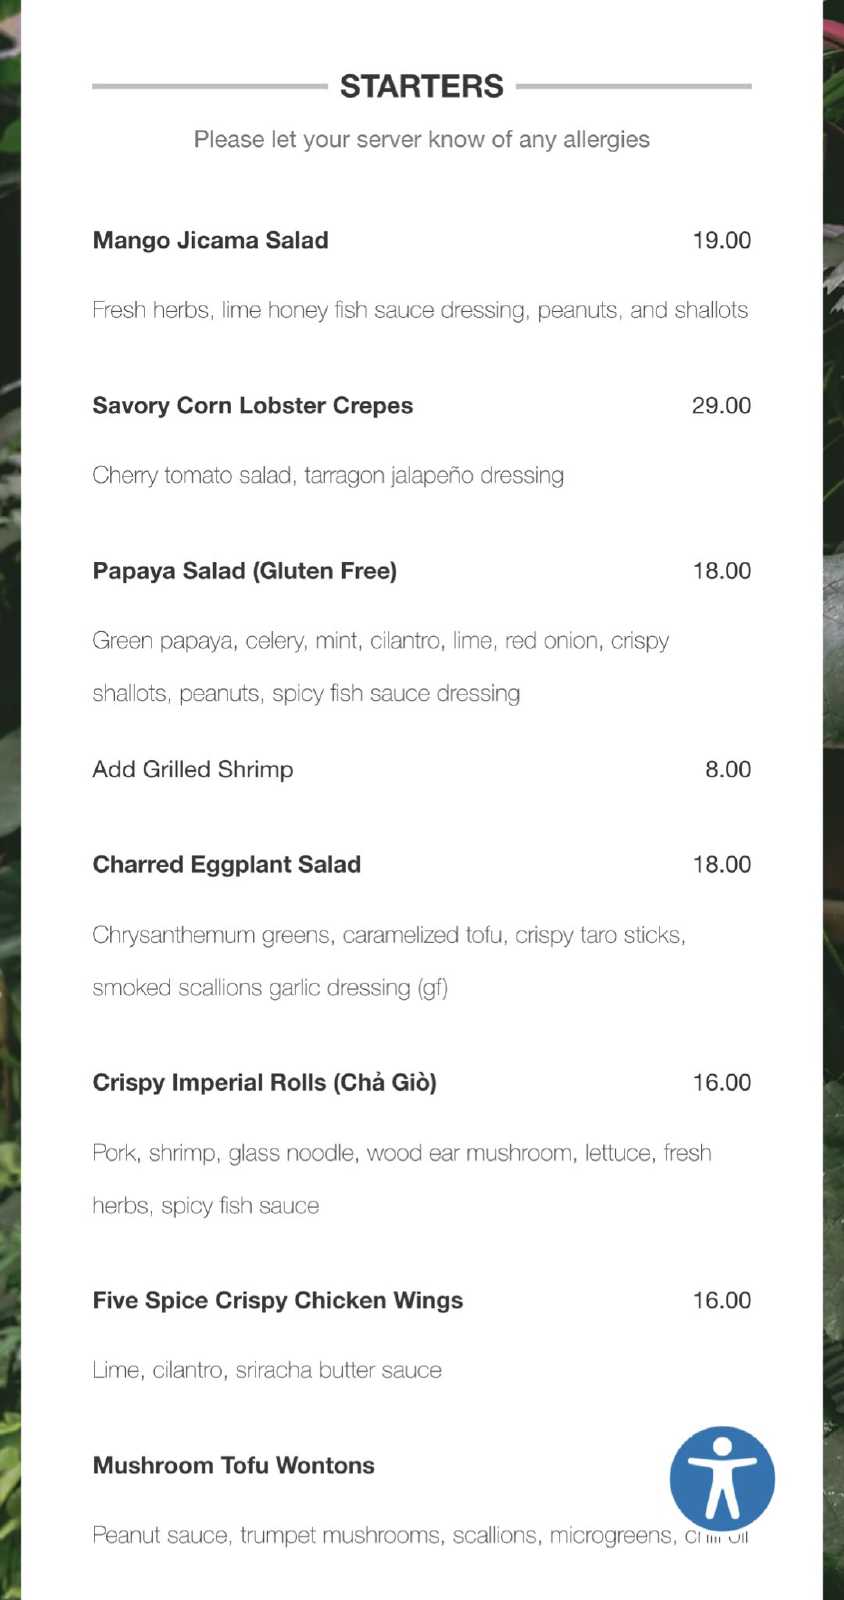 STARTERS
Please let your server know of any allergies
Mango Jicama Salad 19.00
Fresh herbs, lime honey fish sauce dressing, peanuts, and shallots
Savory Corn Lobster Crepes 29.00
Cherry tomato salad, tarragon jalapeño dressing
Papaya Salad (Gluten Free) 18.00
Green papaya, celery, mint, cilantro, lime, red onion, crispy
shallots, peanuts, spicy fish sauce dressing
Add Grilled Shrimp 8.00
Charred Eggplant Salad 18.00
Chrysanthemum greens, caramelized tofu, crispy taro sticks,
smoked scallions garlic dressing (gf)
Crispy Imperial Rolls (Chả Giò) 16.00
Pork, shrimp, glass noodle, wood ear mushroom, lettuce, fresh
herbs, spicy fish sauce
Five Spice Crispy Chicken Wings 16.00
Lime, cilantro, sriracha butter sauce
Mushroom Tofu Wontons
Peanut sauce, trumpet mushrooms, scallions, microgreens,